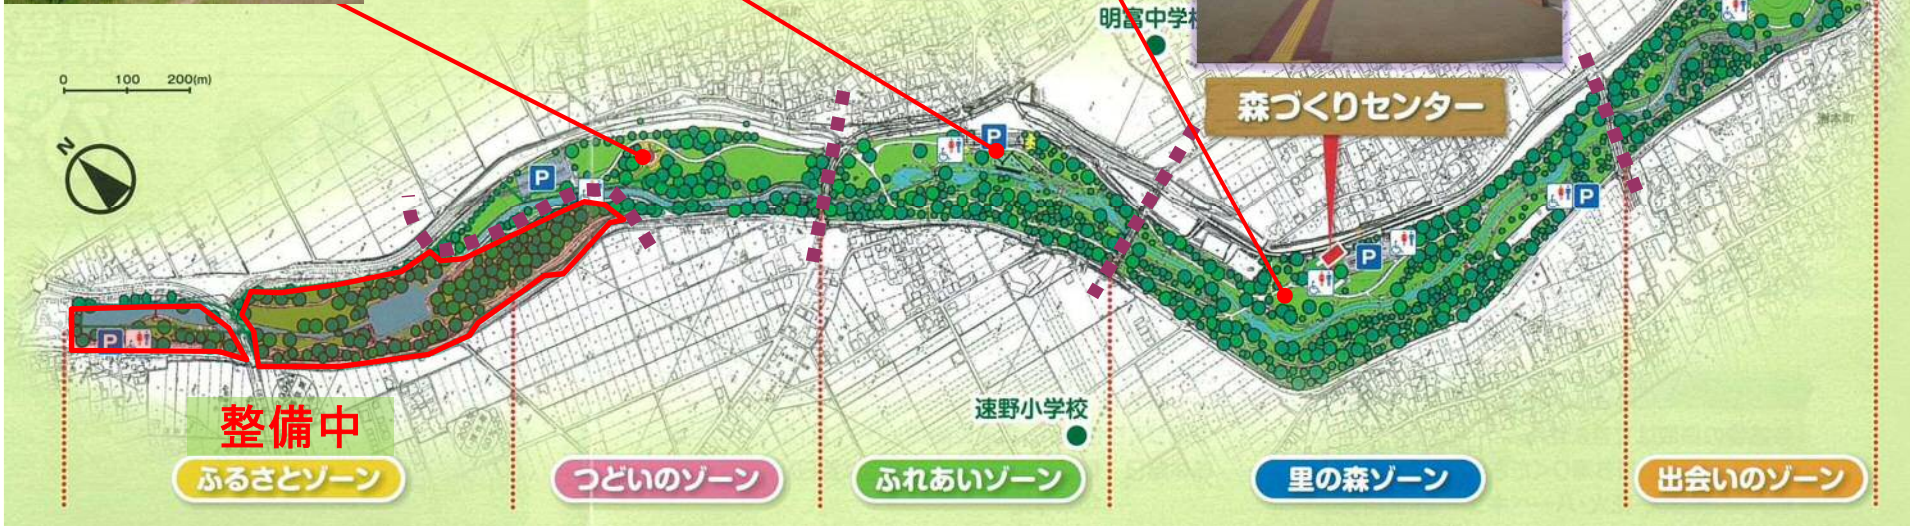 明富中学校
0 100 200(m)
森づくりセンター
P
N
P
P
P
P
速野小学校
整備中
ふるさとゾーン
つどいのゾーン
ふれあいゾーン
里の森ゾーン
出会いのゾーン